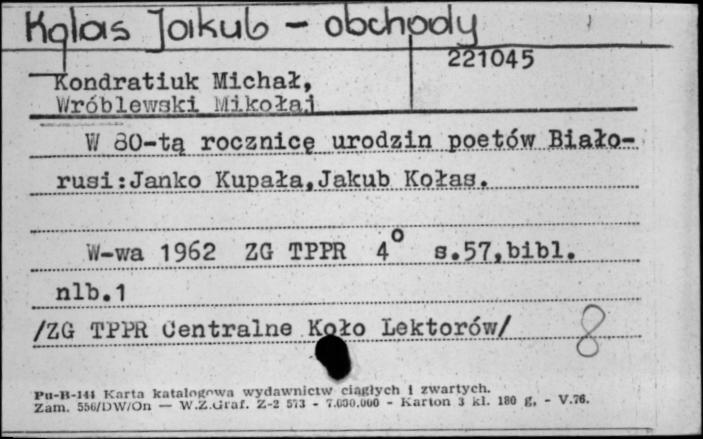 Kolas Jakub - obchody
221045
Kondratiuk Michał,
Wróblewski Mikołaj
W 80-tą rocznicę urodzin poetów Biało-
rusi:Janko Kupała,Jakub Kołas.
W-wa 1962 ZG TPPR 4° s.57,bibl.
nlb.1
/ZG TPPR Centralne Koło Lektorów/
8
Pu-B-144 Karta katalogowa wydawnictw ciągłych i zwartych.
Zam. 556/DW/On — W.Z.Graf. Z-2 573 - 7.000.000 - Karton 3 kl. 180 g. - V.76.